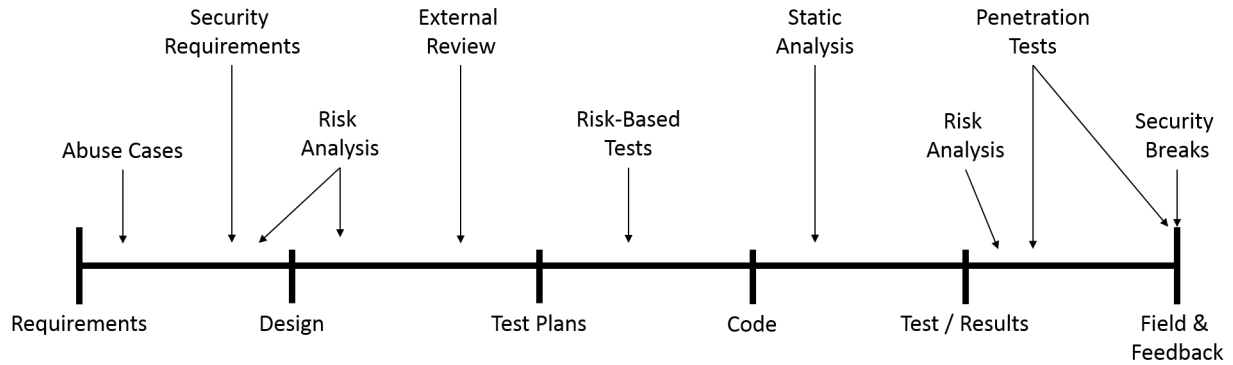 Security
Requirements
External
Review
Static
Analysis
Penetration
Tests
Abuse Cases
Risk
Analysis
Risk-Based
Tests
Risk
Analysis
Security
Breaks
Requirements
Design
Test Plans
Code
Test / Results
Field &
Feedback